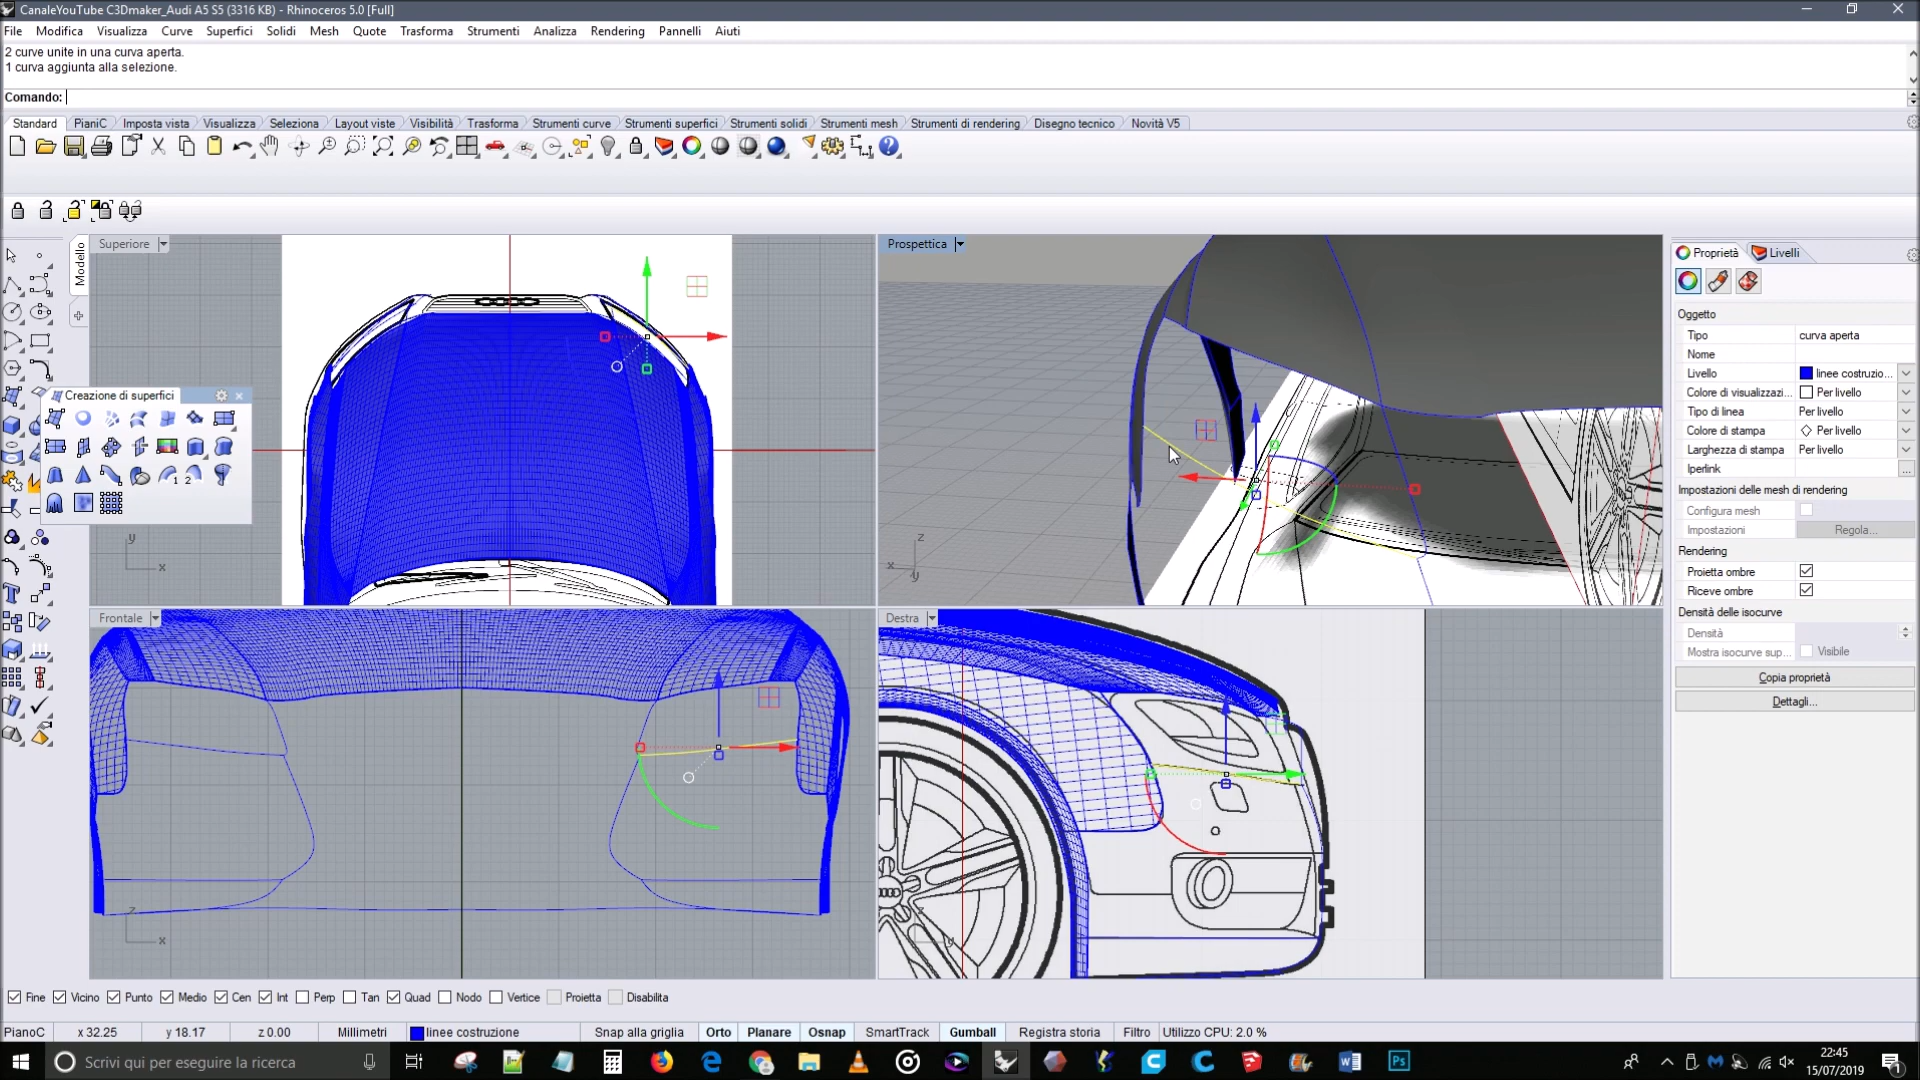 CanaleYouTube C3Dmaker_Audi A5 S5 (3316 KB) - Rhinoceros 5.0 [Full]
File Modifica Visualizza Curve Superfici Solidi Mesh Quote Trasforma Strumenti Analizza Rendering Pannelli Aiuti
2 curve unite in una curva aperta.
1 curva aggiunta alla selezione.
Comando:
Standard PianiC Imposta vista Visualizza Seleziona Layout viste Visibilità Trasforma Strumenti curve Strumenti superfici Strumenti solidi Strumenti mesh Strumenti di rendering Disegno tecnico Novità V5
Modello
Superiore
Prospettica
Proprietà Livelli
Oggetto
Tipo curva aperta
Nome
Livello linee costruzio...
Colore di visualizzazi... Per livello
Tipo di linea Per livello
Colore di stampa Per livello
Larghezza di stampa Per livello
Iperlink ...
Impostazioni delle mesh di rendering
Configura mesh
Impostazioni Regola...
Rendering
Proietta ombre
Riceve ombre
Densità delle isocurve
Densità
Mostra isocurve sup... Visibile
Copia proprietà
Dettagli...
Creazione di superfici
1 2
y
x
z
x
y
Frontale
Destra
z
x
y
Fine Vicino Punto Medio Cen Int Perp Tan Quad Nodo Vertice Proietta Disabilita
PianoC x 32.25 y 18.17 z 0.00 Millimetri linee costruzione Snap alla griglia Orto Planare Osnap SmartTrack Gumball Registra storia Filtro Utilizzo CPU: 2.0 %
Scrivi qui per eseguire la ricerca
Ps
22:45
15/07/2019
1